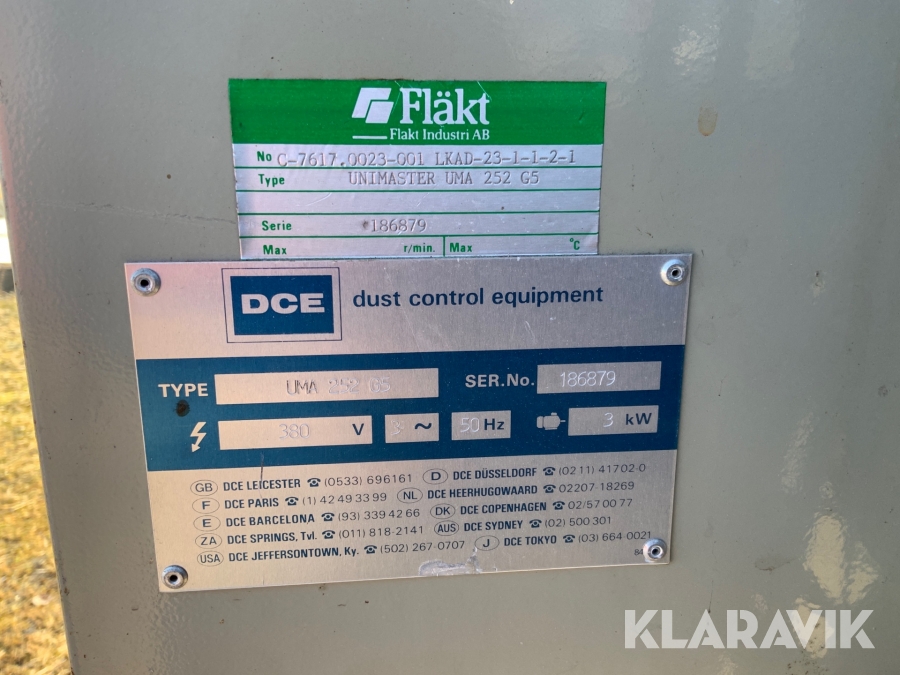 Fläkt
Flakt Industri AB
No C-7617.0023-001 LKAD-23-1-1-2-1
Type UNIMASTER UMA 252 G5
Serie 186879
Max r/min. Max °C
DCE dust control equipment
TYPE UMA 252 G5 SER.No. 186879
380 V 3 ~ 50 Hz 3 kW
GB DCE LEICESTER ☎ (0533) 696161 D DCE DÜSSELDORF ☎ (0211) 41702-0
F DCE PARIS ☎ (1) 42 49 33 99 NL DCE HEERHUGOWAARD ☎ 02207-18269
E DCE BARCELONA ☎ (93) 339 42 66 DK DCE COPENHAGEN ☎ 02/57 00 77
ZA DCE SPRINGS, Tvl. ☎ (011) 818-2141 AUS DCE SYDNEY ☎ (02) 500 301
USA DCE JEFFERSONTOWN, Ky. ☎ (502) 267-0707 J DCE TOKYO ☎ (03) 664-0021
KLARAVIK